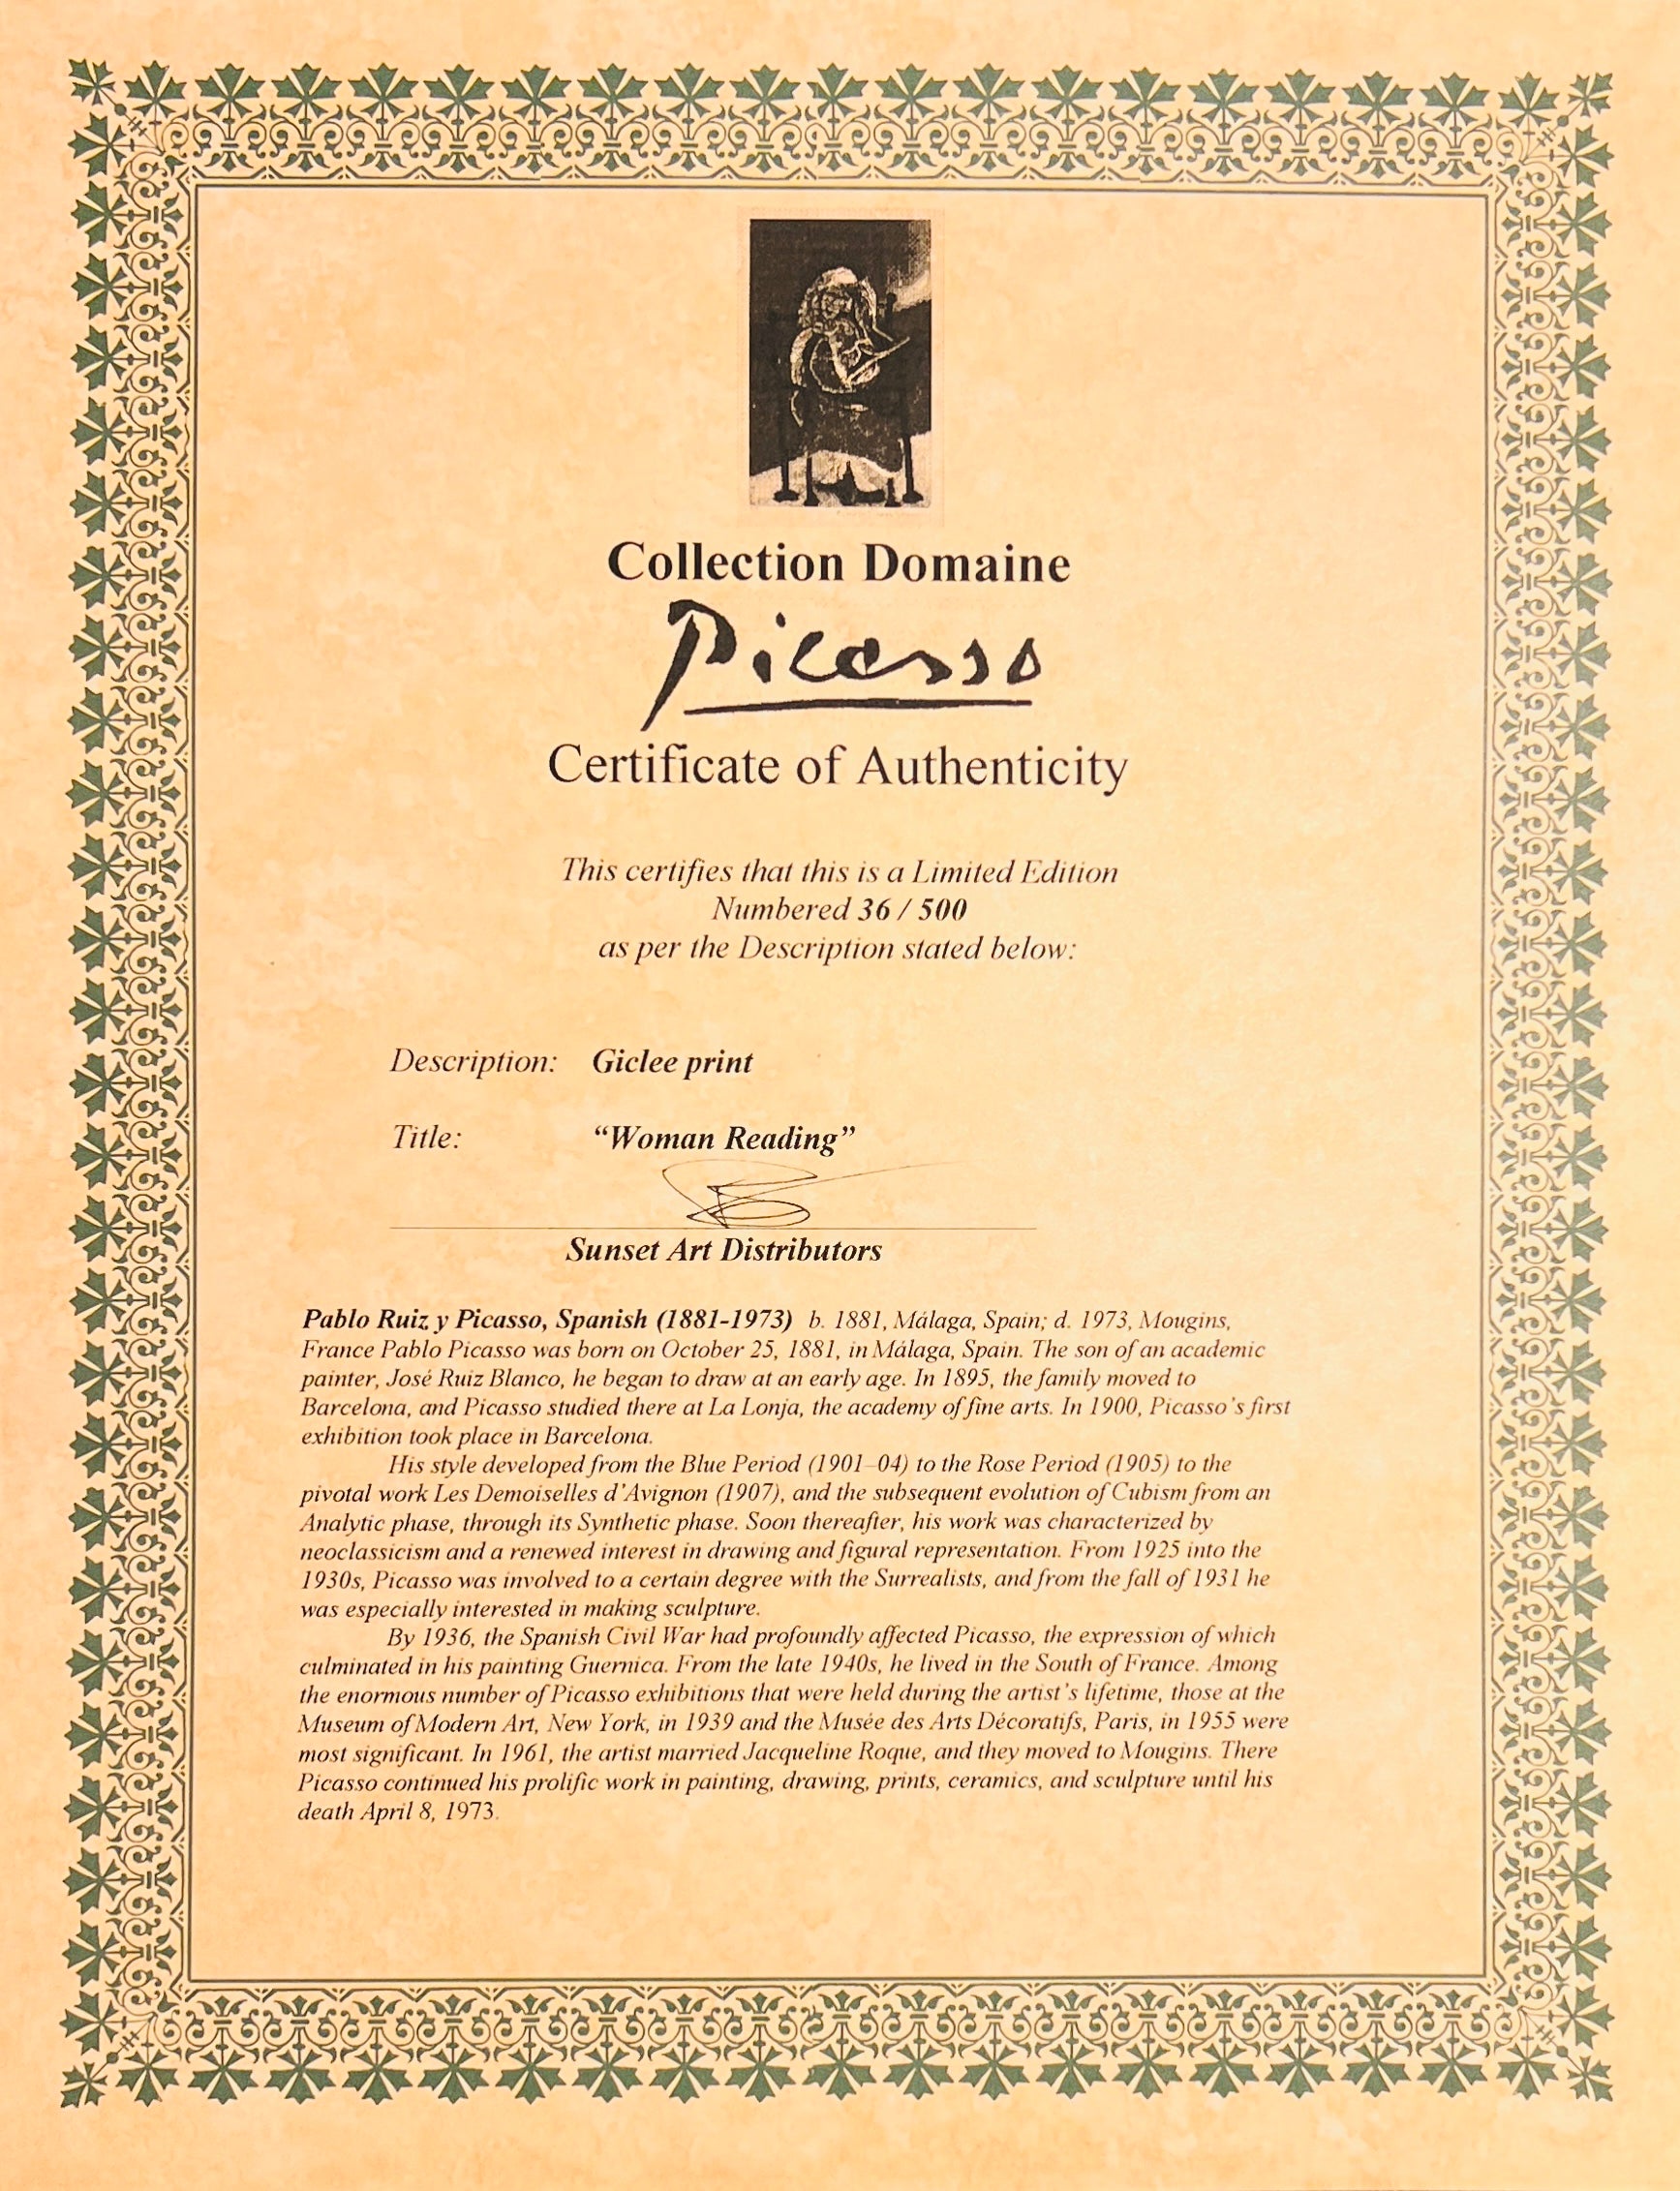 Collection Domaine
Picasso
Certificate of Authenticity
This certifies that this is a Limited Edition
Numbered 36 / 500
as per the Description stated below:
Description: Giclee print
Title: “Woman Reading”
Sunset Art Distributors
Pablo Ruiz y Picasso, Spanish (1881-1973) b. 1881, Málaga, Spain; d. 1973, Mougins,
France Pablo Picasso was born on October 25, 1881, in Málaga, Spain. The son of an academic
painter, José Ruiz Blanco, he began to draw at an early age. In 1895, the family moved to
Barcelona, and Picasso studied there at La Lonja, the academy of fine arts. In 1900, Picasso’s first
exhibition took place in Barcelona.
His style developed from the Blue Period (1901–04) to the Rose Period (1905) to the
pivotal work Les Demoiselles d’Avignon (1907), and the subsequent evolution of Cubism from an
Analytic phase, through its Synthetic phase. Soon thereafter, his work was characterized by
neoclassicism and a renewed interest in drawing and figural representation. From 1925 into the
1930s, Picasso was involved to a certain degree with the Surrealists, and from the fall of 1931 he
was especially interested in making sculpture.
By 1936, the Spanish Civil War had profoundly affected Picasso, the expression of which
culminated in his painting Guernica. From the late 1940s, he lived in the South of France. Among
the enormous number of Picasso exhibitions that were held during the artist’s lifetime, those at the
Museum of Modern Art, New York, in 1939 and the Musée des Arts Décoratifs, Paris, in 1955 were
most significant. In 1961, the artist married Jacqueline Roque, and they moved to Mougins. There
Picasso continued his prolific work in painting, drawing, prints, ceramics, and sculpture until his
death April 8, 1973.